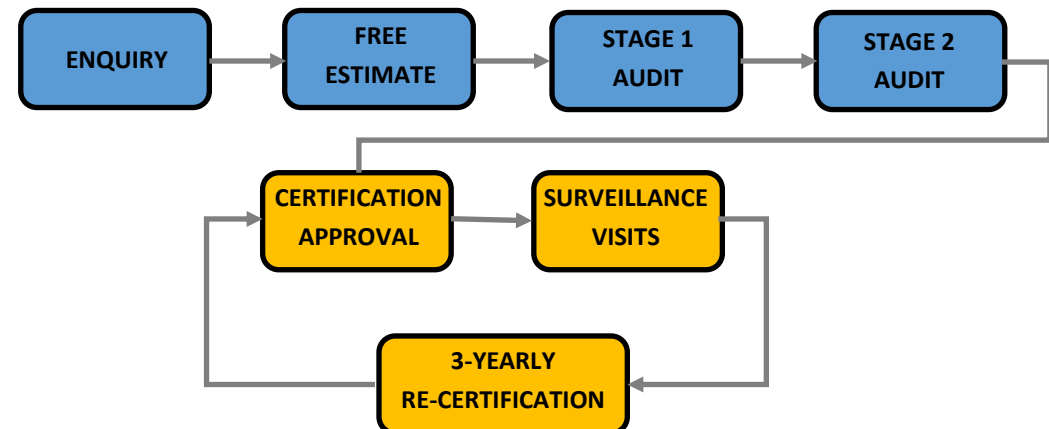 ENQUIRY
FREE
ESTIMATE
STAGE 1
AUDIT
STAGE 2
AUDIT
CERTIFICATION
APPROVAL
SURVEILLANCE
VISITS
3-YEARLY
RE-CERTIFICATION